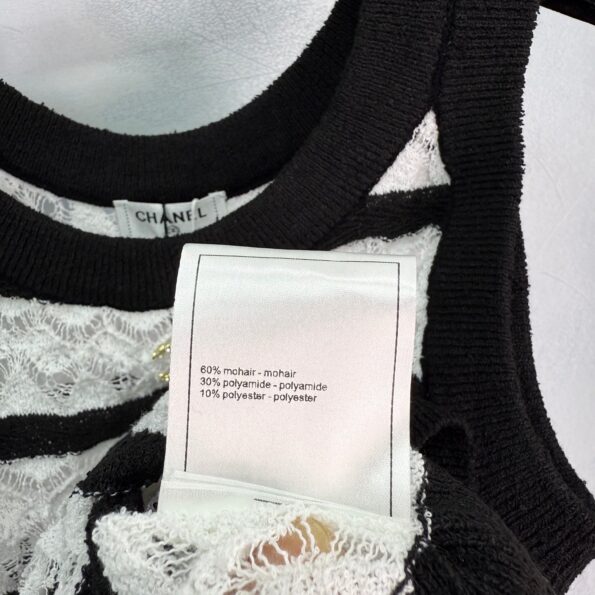 CHANEL
60% mohair - mohair
30% polyamide - polyamide
10% polyester - polyester